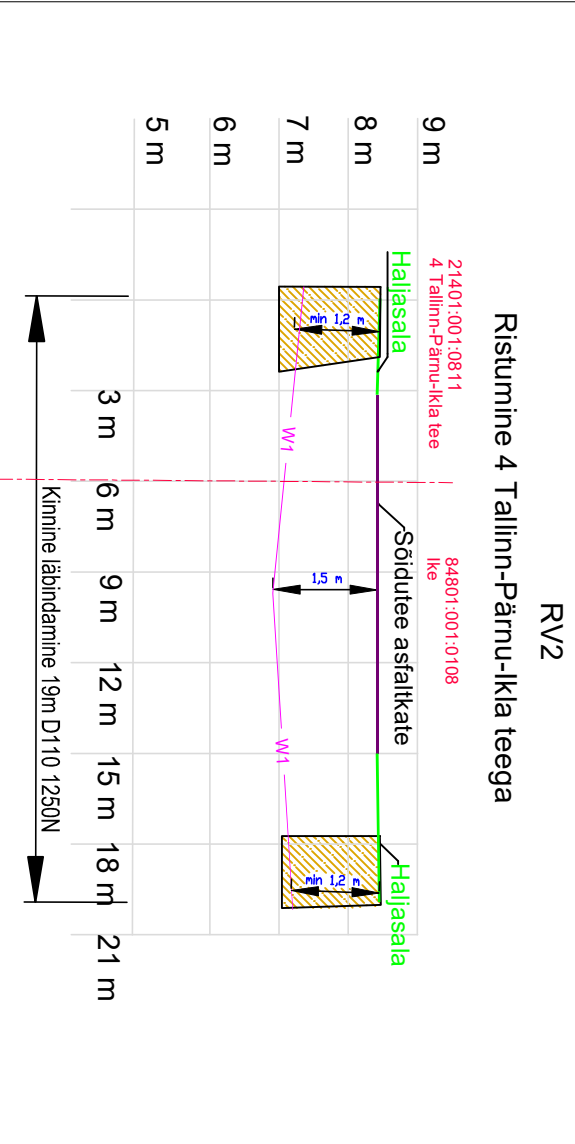 RV2
Ristumine 4 Tallinn-Pärnu-Ikla teega
21401:001:0811
4 Tallinn-Pärnu-Ikla tee
84801:001:0108
Ike
Haljasala
Sõidutee asfaltkate
Haljasala
9 m
8 m
7 m
6 m
5 m
min 1,2 m
W1
1,5 m
W1
min 1,2 m
3 m
6 m
9 m
12 m
15 m
18 m
21 m
Kinnine läbindamine 19m D110 1250N